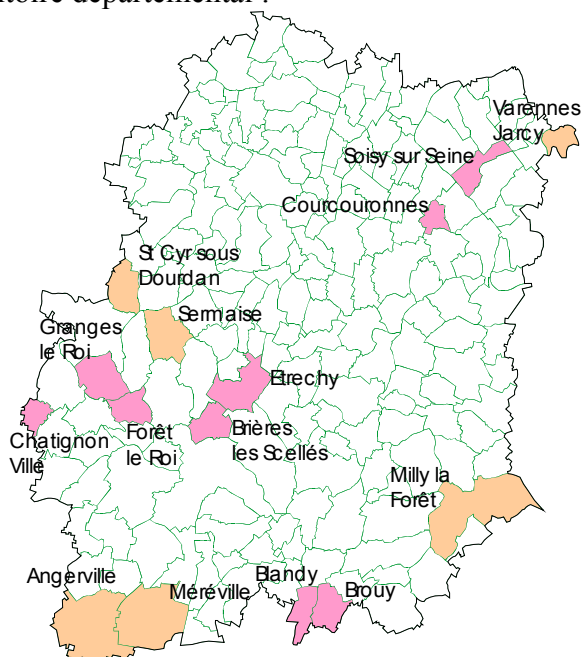 itoire départemental :
Varennes
Jarcy
Soisy sur Seine
Courcouronnes
St Cyr sous
Dourdan
Sermaise
Granges
le Roi
Etrechy
Chatignon
Ville
Forêt
le Roi
Brières
les Scellés
Milly la
Forêt
Angerville
Méréville
Blandy
Brouy